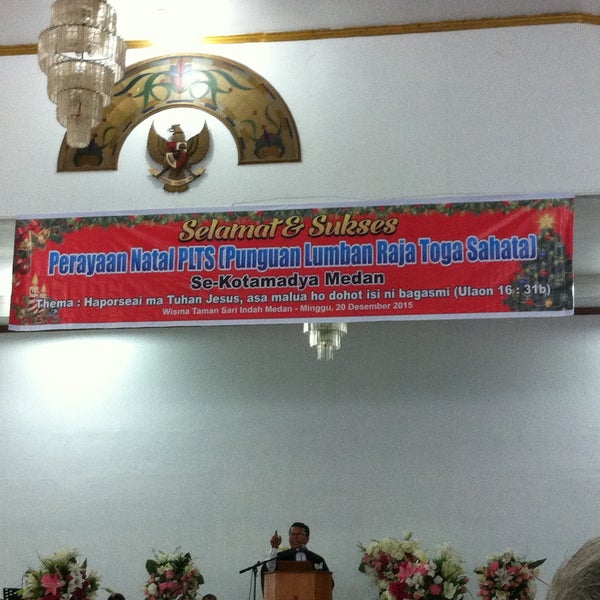 Selamat & Sukses
Perayaan Natal PLTS (Punguan Lumban Raja Toga Sahata)
Se-Kotamadya Medan
Thema : Haporseai ma Tuhan Jesus, asa malua ho dohot isi ni bagasmi (Ulaon 16 : 31b)
Wisma Taman Sari Indah Medan - Minggu, 20 Desember 2015